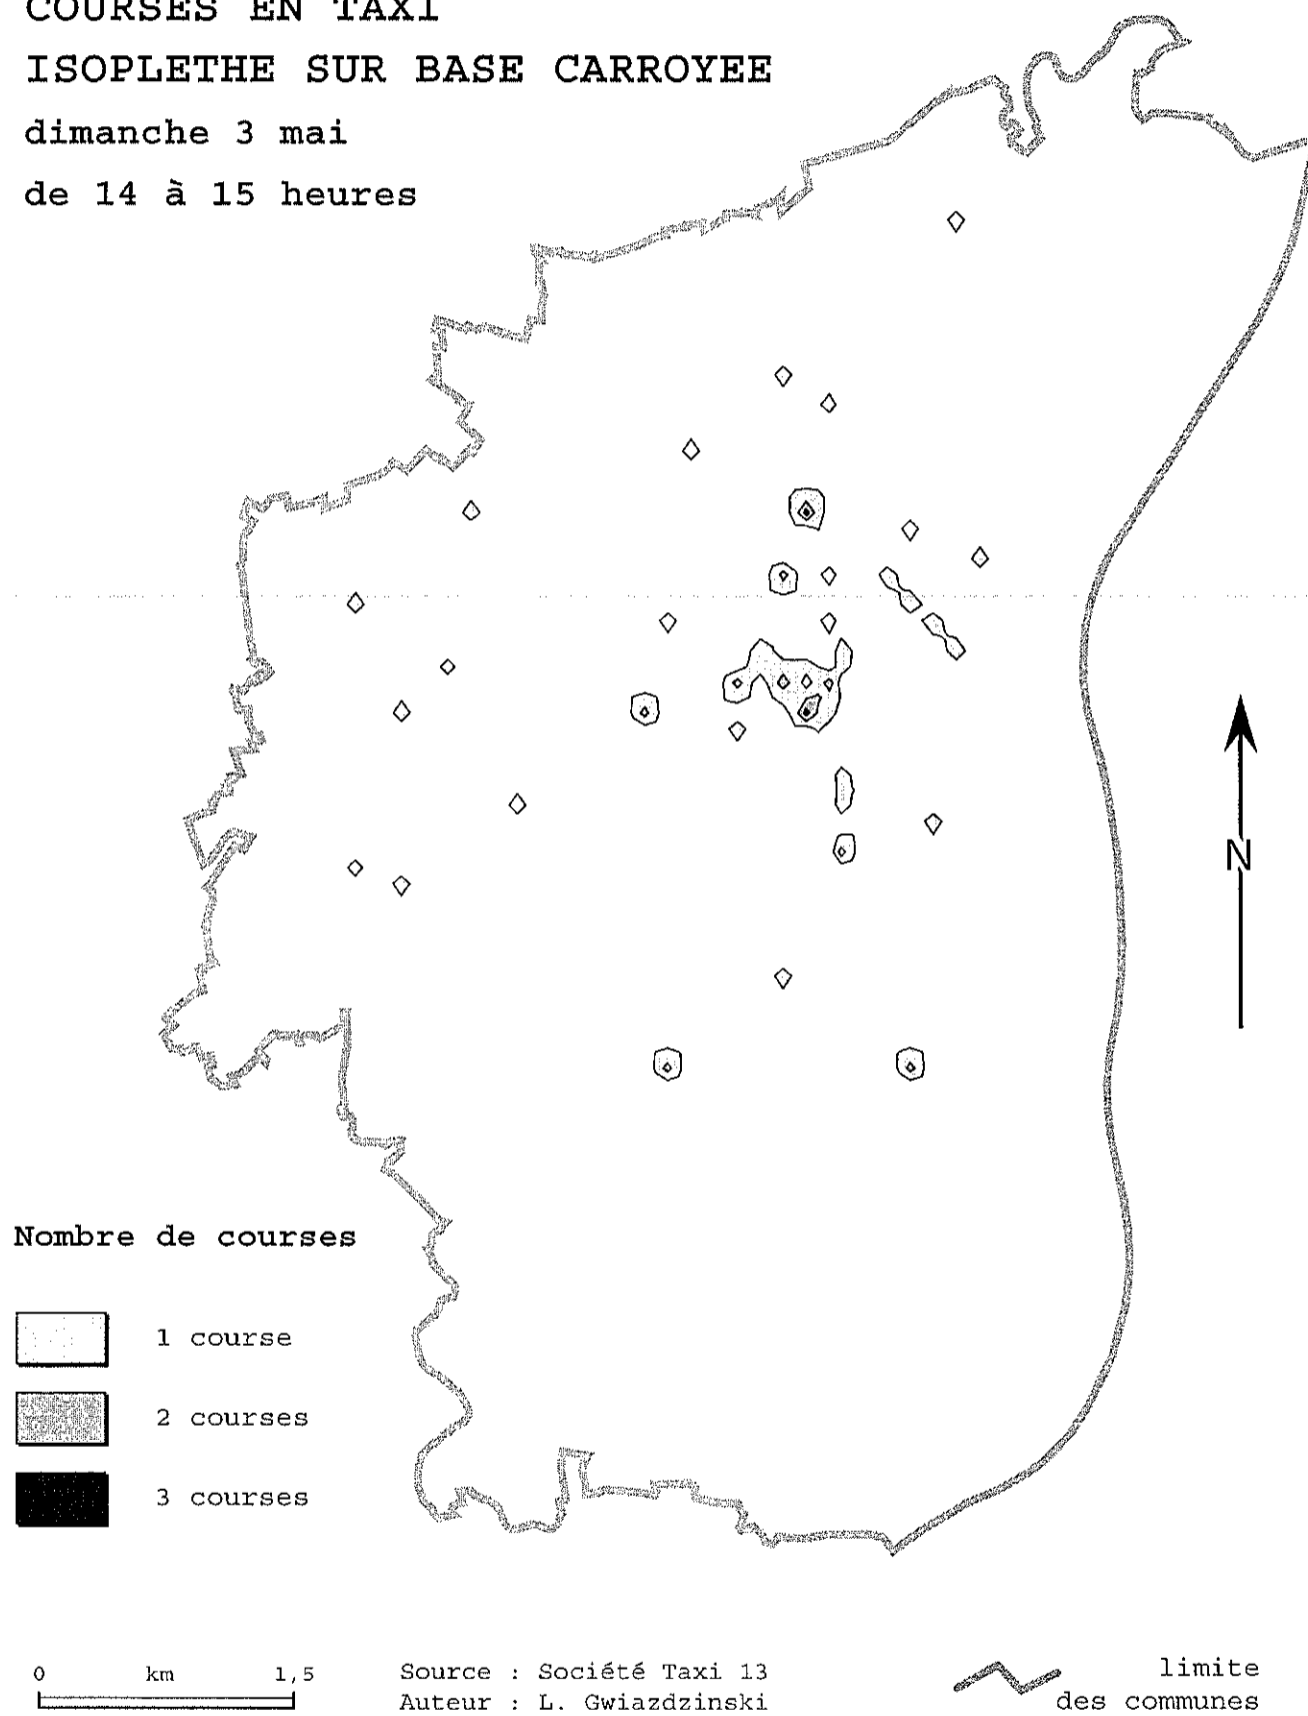 COURSES EN TAXI
ISOPLETHE SUR BASE CARROYEE
dimanche 3 mai
de 14 à 15 heures
N
Nombre de courses
1 course
2 courses
3 courses
0 km 1,5
Source : Société Taxi 13
Auteur : L. Gwiazdzinski
limite
des communes